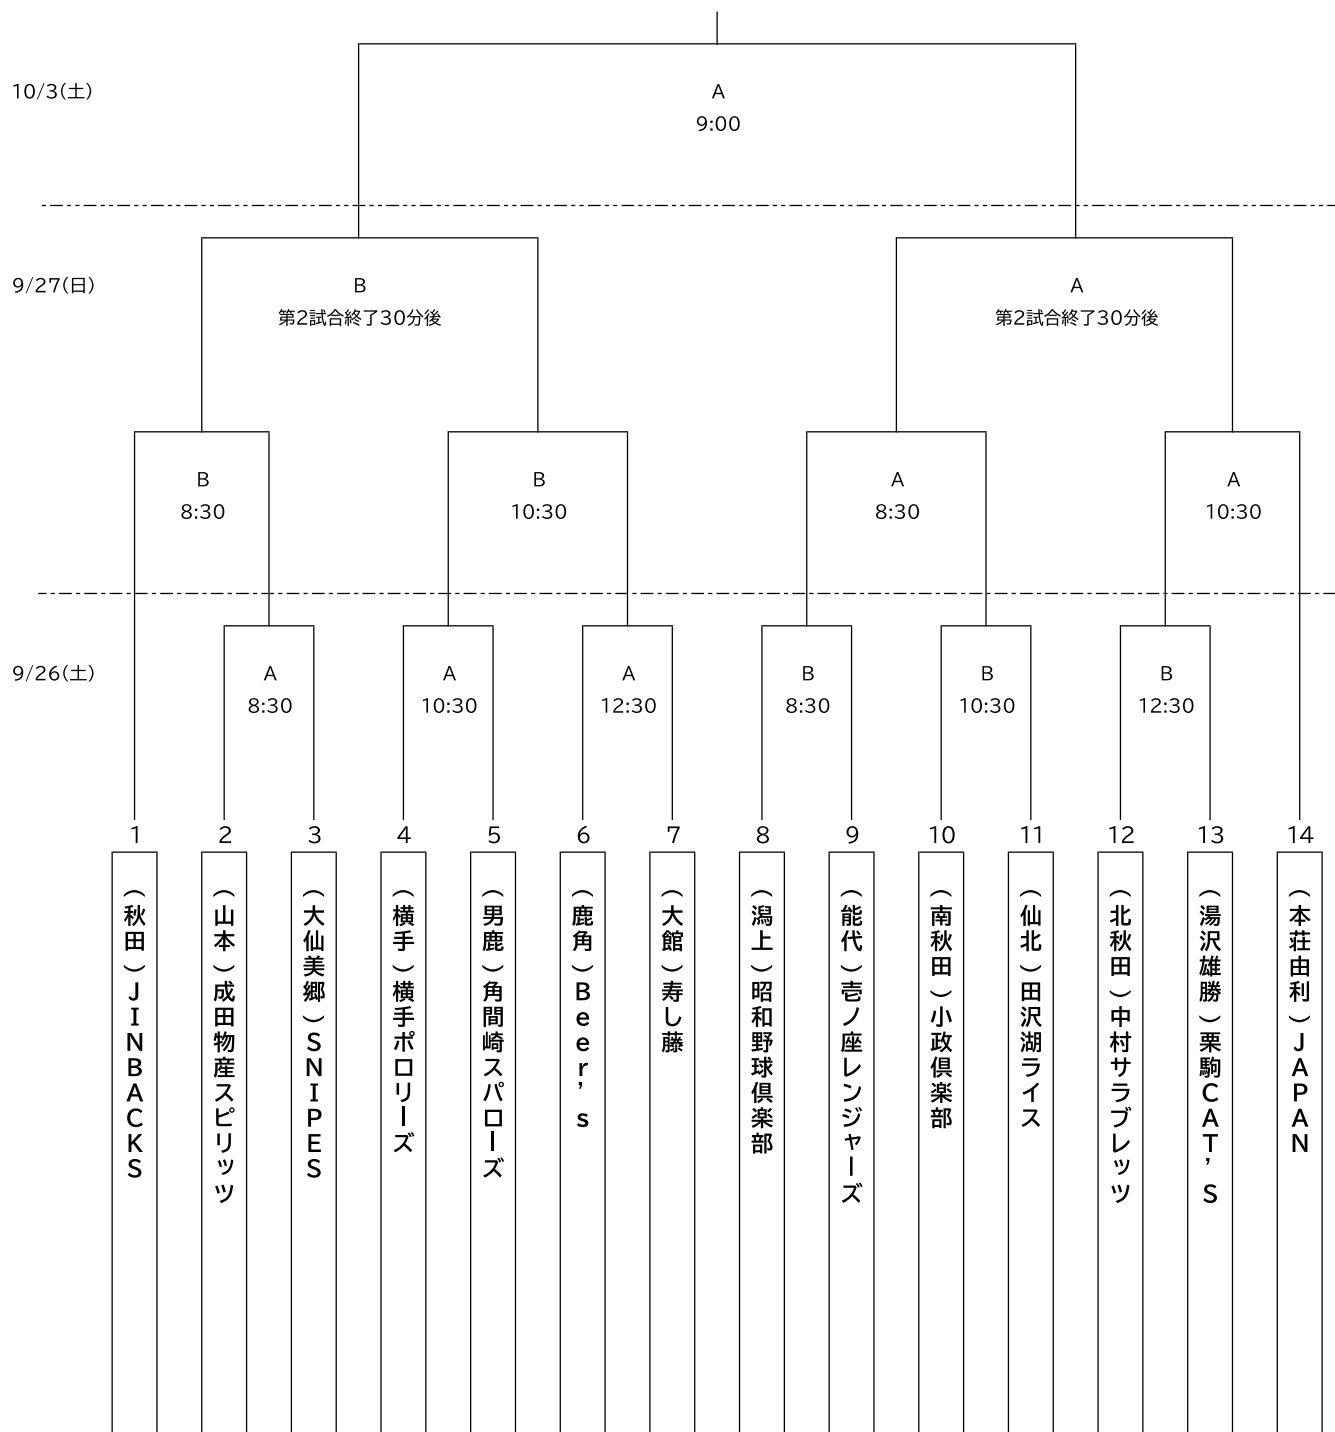 10/3(土)
A
9:00
9/27(日)
B
A
第2試合終了30分後
第2試合終了30分後
B
B
A
A
8:30
10:30
8:30
10:30
9/26(土)
A
A
A
B
B
B
8:30
10:30
12:30
8:30
10:30
12:30
1
2
3
4
5
6
7
8
9
10
11
12
13
14
（秋田）JINBACKS
（山本）成田物産スピリッツ
（大仙美郷）SNIPES
（横手）横手ポロリーズ
（男鹿）角間崎スパローズ
（鹿角）Beer’s
（大館）寿し藤
（潟上）昭和野球倶楽部
（能代）壱ノ座レンジャーズ
（南秋田）小政倶楽部
（仙北）田沢湖ライス
（北秋田）中村サラブレッツ
（湯沢雄勝）栗駒CAT’S
（本荘由利）JAPAN